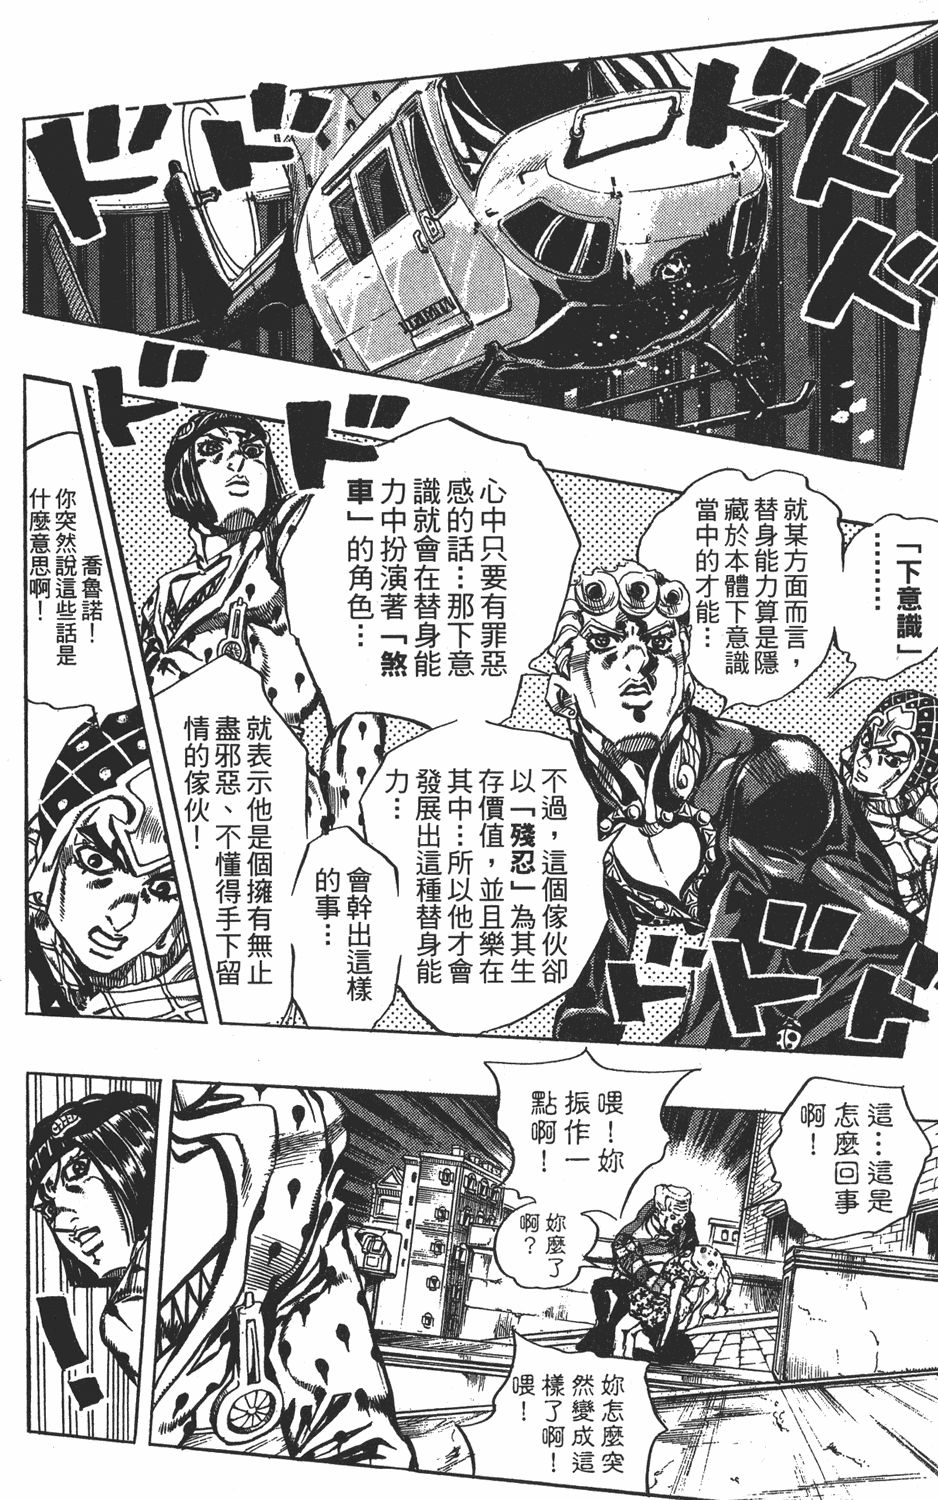 ドド
ドドド
ドド
「下意識」
………
就某方面而言，
替身能力算是隱
藏於本體下意識
當中的才能…
心中只要有罪惡
感的話…那下意
識就會在替身能
力中扮演著「煞
車」的角色…
不過，這個傢伙卻
以「殘忍」為其生
存價值，並且樂在
其中…所以他才會
發展出這種替身能
力…
會幹出這樣
的事…
就表示他是個擁有無止
盡邪惡、不懂得手下留
情的傢伙！
ドドド
喬魯諾！
你突然說這些話是
什麼意思啊！
這…這是
怎麼回事
啊！
喂！妳
振作一
點啊！
妳麼了
啊？
妳怎麼突
然變成這
樣了啊！
喂！
！！